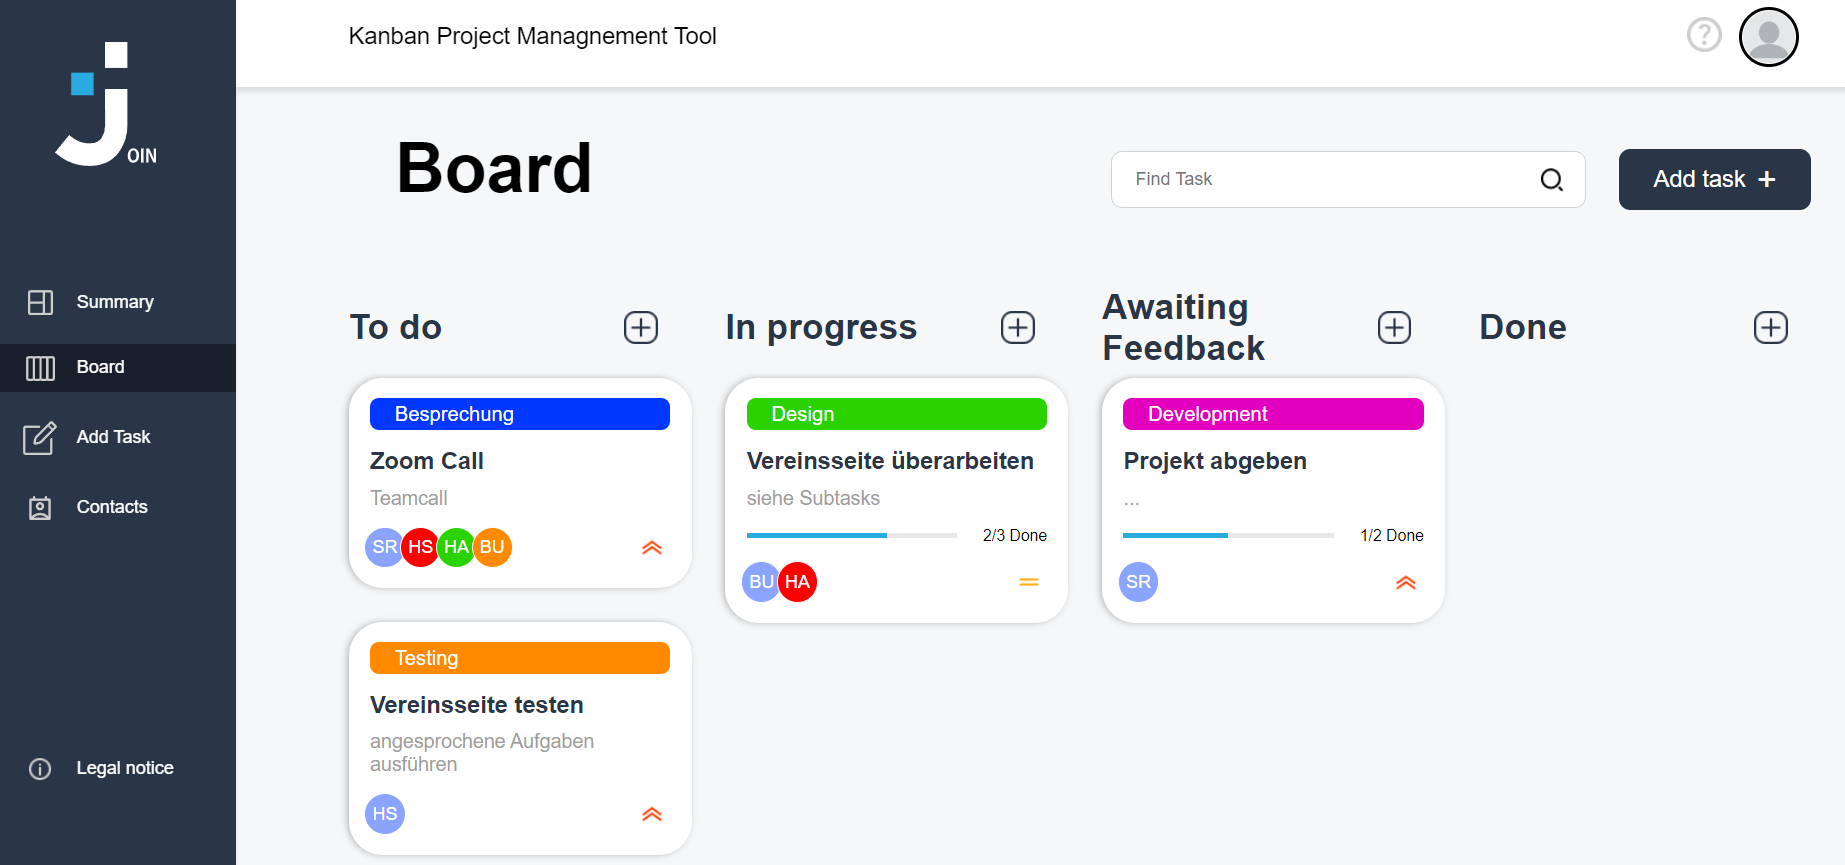 OIN
Summary
Board
Add Task
Contacts
Legal notice
Kanban Project Managnement Tool
?
Board
Find Task
Add task +
To do
Besprechung
Zoom Call
Teamcall
SR HS HA BU
Testing
Vereinsseite testen
angesprochene Aufgaben
ausführen
HS
In progress
Design
Vereinsseite überarbeiten
siehe Subtasks
2/3 Done
BU HA
Awaiting
Feedback
Development
Projekt abgeben
...
1/2 Done
SR
Done